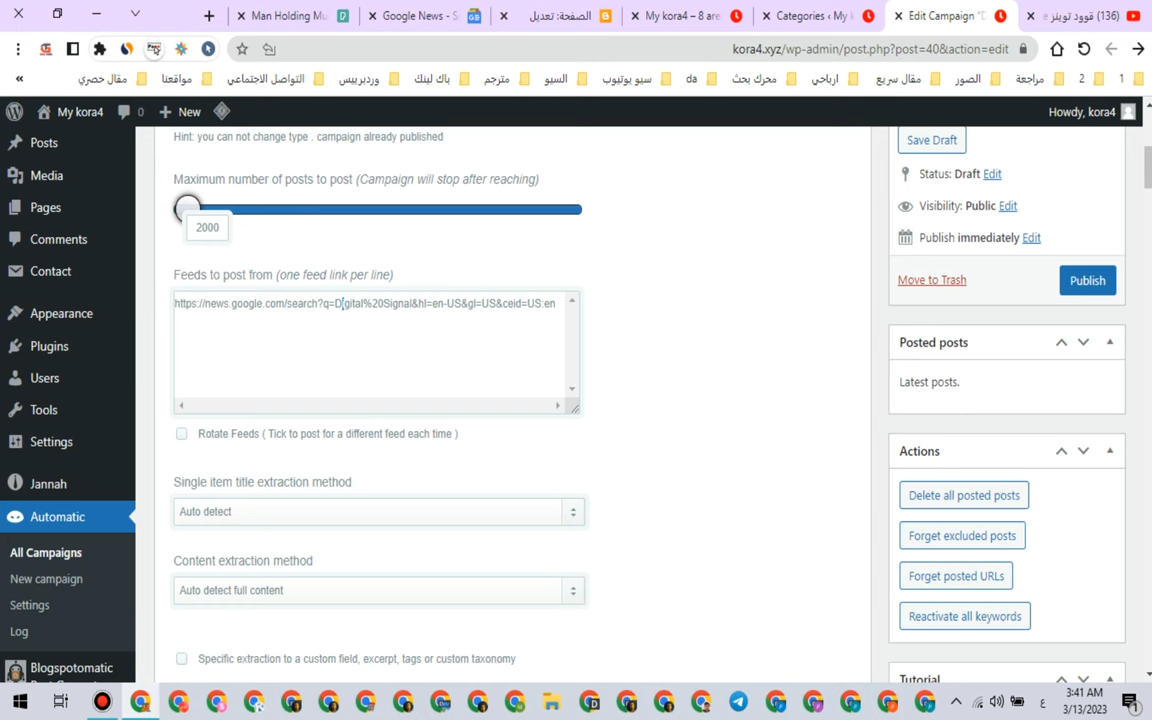 Man Holding Mu
Google News - S
الصفحة: تعديل
My kora4 – 8 are
Categories ‹ My
Edit Campaign "D
(136) قوود توينز
kora4.xyz/wp-admin/post.php?post=40&action=edit
«
مقال حصري
مواقعنا
التواصل الاجتماعي
وردبريس
باك لينك
مترجم
السيو
سيو يوتيوب
da
محرك بحث
ارباحي
مقال سريع
الصور
مراجعة
2
1
My kora4
0
New
Howdy, kora4
Posts
Media
Pages
Comments
Contact
Appearance
Plugins
Users
Tools
Settings
Jannah
Automatic
All Campaigns
New campaign
Settings
Log
Blogspotomatic
Hint: you can not change type . campaign already published
Maximum number of posts to post (Campaign will stop after reaching)
2000
Feeds to post from (one feed link per line)
https://news.google.com/search?q=Digital%20Signal&hl=en-US&gl=US&ceid=US:en
Rotate Feeds ( Tick to post for a different feed each time )
Single item title extraction method
Auto detect
Content extraction method
Auto detect full content
Specific extraction to a custom field, excerpt, tags or custom taxonomy
Save Draft
Status: Draft Edit
Visibility: Public Edit
Publish immediately Edit
Move to Trash
Publish
Posted posts
Latest posts.
Actions
Delete all posted posts
Forget excluded posts
Forget posted URLs
Reactivate all keywords
Tutorial
ع
3:41 AM
3/13/2023
1